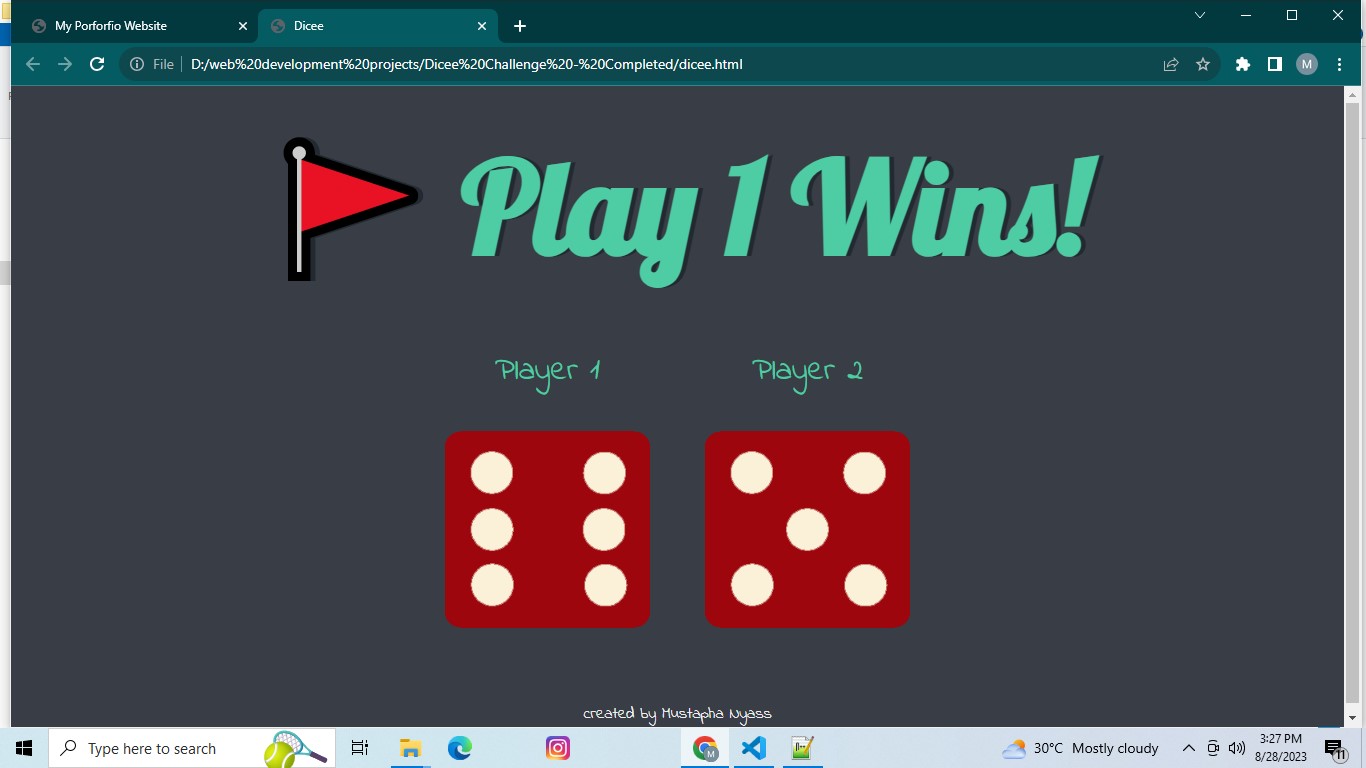 My Porforfio Website
Dicee
File
D:/web%20development%20projects/Dicee%20Challenge%20-%20Completed/dicee.html
M
Play 1 Wins!
Player 1
Player 2
created by Mustapha Nyass
Type here to search
M
30°C Mostly cloudy
3:27 PM
8/28/2023
11